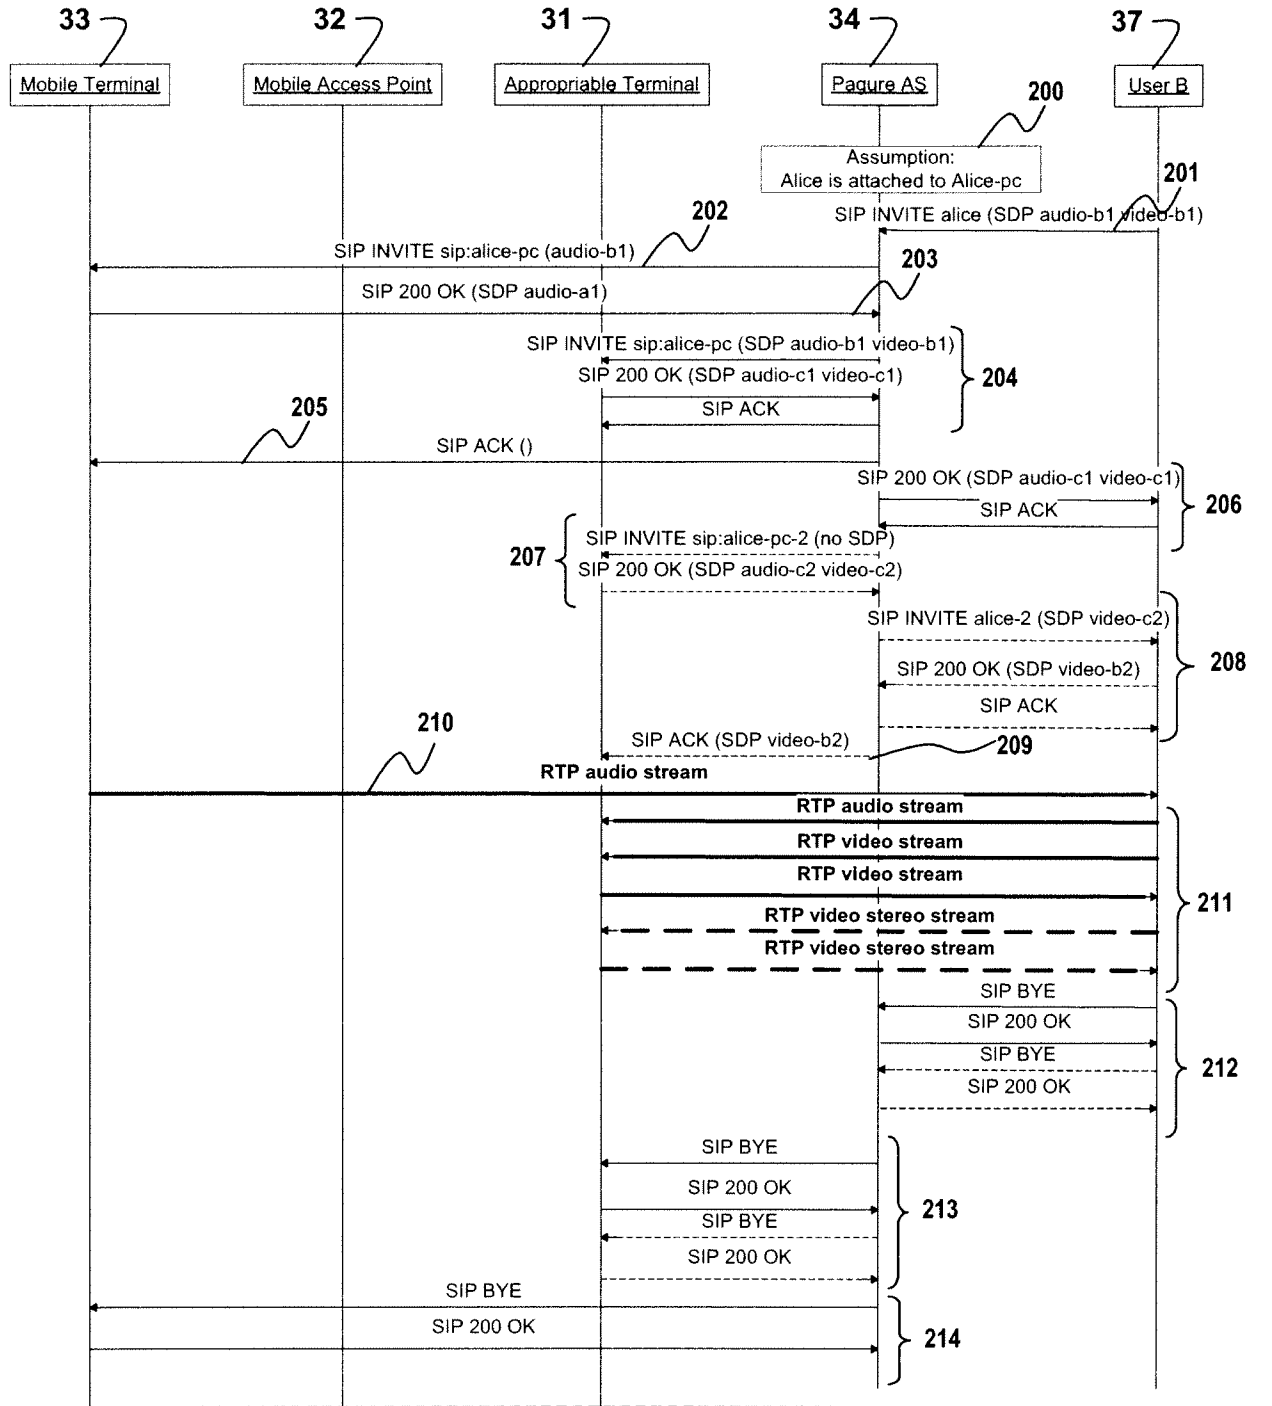 33
32
31
34
37
Mobile Terminal
Mobile Access Point
Appropriable Terminal
Pagure AS
User B
200
Assumption:
Alice is attached to Alice-pc
201
SIP INVITE alice (SDP audio-b1 video-b1)
202
SIP INVITE sip:alice-pc (audio-b1)
203
SIP 200 OK (SDP audio-a1)
SIP INVITE sip:alice-pc (SDP audio-b1 video-b1)
SIP 200 OK (SDP audio-c1 video-c1)
204
SIP ACK
205
SIP ACK ()
SIP 200 OK (SDP audio-c1 video-c1)
206
SIP ACK
SIP INVITE sip:alice-pc-2 (no SDP)
207
SIP 200 OK (SDP audio-c2 video-c2)
SIP INVITE alice-2 (SDP video-c2)
208
SIP 200 OK (SDP video-b2)
SIP ACK
210
SIP ACK (SDP video-b2)
209
RTP audio stream
RTP audio stream
RTP video stream
RTP video stream
211
RTP video stereo stream
RTP video stereo stream
SIP BYE
SIP 200 OK
SIP BYE
212
SIP 200 OK
SIP BYE
SIP 200 OK
213
SIP BYE
SIP 200 OK
SIP BYE
SIP 200 OK
214